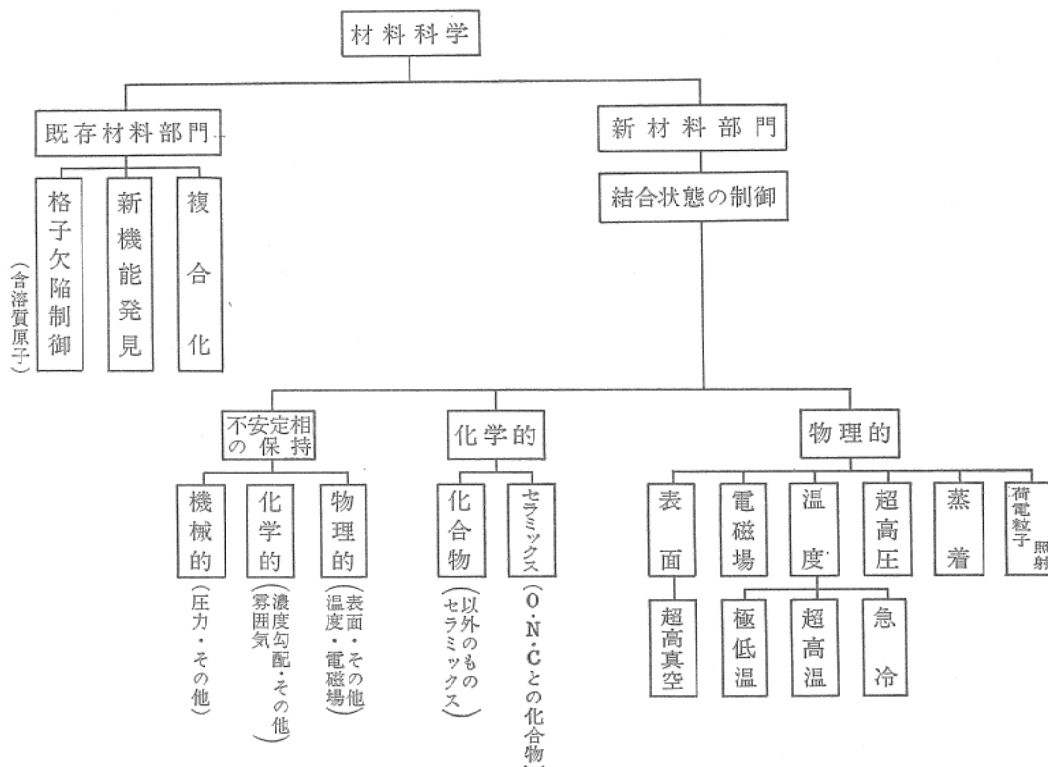 材料科学
既存材料部門
新材料部門
結合状態の制御
格子欠陥制御
(含溶質原子)
新機能発見
複合化
不安定相
の保持
化学的
物理的
機械的
(圧力・その他)
化学的
(濃度勾配・その他
雰囲気)
物理的
(表面・その他
温度・電磁場)
化合物
(以外のもの
セラミックス)
セラミックス
(O・N・Cとの化合物)
表面
電磁場
温度
超高圧
蒸着
荷電粒子
照射
超高真空
極低温
超高温
急冷